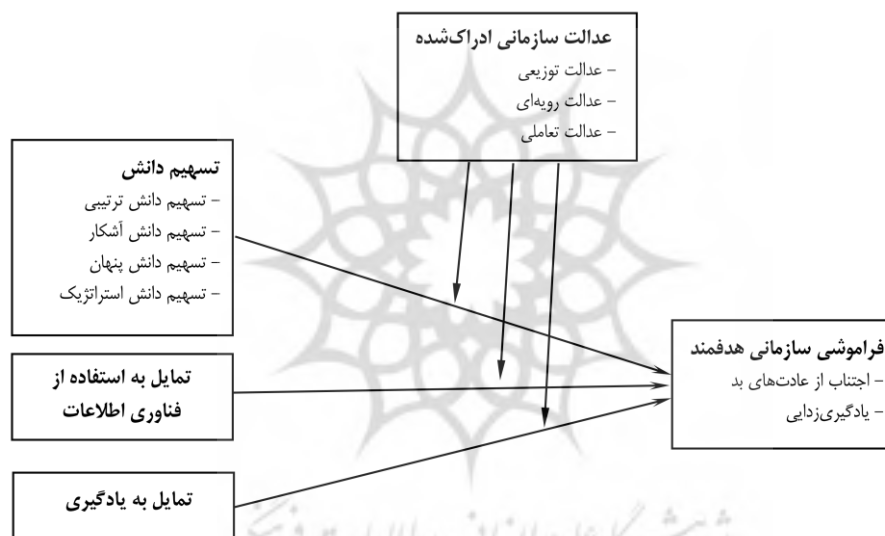 عدالت سازمانی ادراک‌شده
- عدالت توزیعی
- عدالت رویه‌ای
- عدالت تعاملی
تسهیم دانش
- تسهیم دانش ترتیبی
- تسهیم دانش آشکار
- تسهیم دانش پنهان
- تسهیم دانش استراتژیک
فراموشی سازمانی هدفمند
- اجتناب از عادت‌های بد
- یادگیری‌زدایی
تمایل به استفاده از
فناوری اطلاعات
تمایل به یادگیری